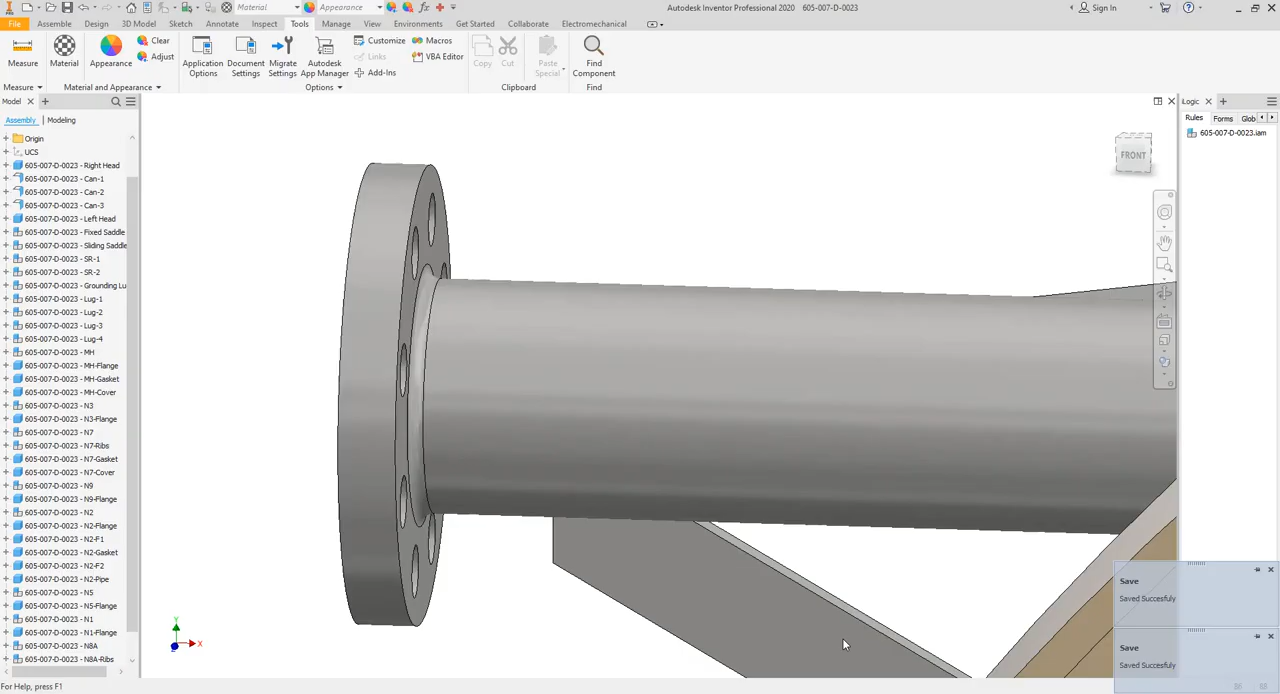 Material
Appearance
Autodesk Inventor Professional 2020 605-007-D-0023
Sign In
File
Assembly
Design
3D Model
Sketch
Annotate
Inspect
Tools
Manage
View
Environments
Get Started
Collaborate
Electromechanical
Measure
Material
Appearance
Clear
Adjust
Application Options
Document Settings
Migrate Settings
Autodesk App Manager
Customize
Links
Add-Ins
Macros
VBA Editor
Copy
Cut
Paste Special
Find Component
Measure
Material and Appearance
Options
Clipboard
Find
Model
Assembly
Modeling
Origin
UCS
605-007-D-0023 - Right Head
605-007-D-0023 - Can-1
605-007-D-0023 - Can-2
605-007-D-0023 - Can-3
605-007-D-0023 - Left Head
605-007-D-0023 - Fixed Saddle
605-007-D-0023 - Sliding Saddle
605-007-D-0023 - SR-1
605-007-D-0023 - SR-2
605-007-D-0023 - Grounding Lu
605-007-D-0023 - Lug-1
605-007-D-0023 - Lug-2
605-007-D-0023 - Lug-3
605-007-D-0023 - Lug-4
605-007-D-0023 - MH
605-007-D-0023 - MH-Flange
605-007-D-0023 - MH-Gasket
605-007-D-0023 - MH-Cover
605-007-D-0023 - N3
605-007-D-0023 - N3-Flange
605-007-D-0023 - N7
605-007-D-0023 - N7-Ribs
605-007-D-0023 - N7-Gasket
605-007-D-0023 - N7-Cover
605-007-D-0023 - N9
605-007-D-0023 - N9-Flange
605-007-D-0023 - N2
605-007-D-0023 - N2-Flange
605-007-D-0023 - N2-F1
605-007-D-0023 - N2-Gasket
605-007-D-0023 - N2-F2
605-007-D-0023 - N2-Pipe
605-007-D-0023 - N5
605-007-D-0023 - N5-Flange
605-007-D-0023 - N1
605-007-D-0023 - N1-Flange
605-007-D-0023 - N8A
605-007-D-0023 - N8A-Ribs
For Help, press F1
FRONT
Y
X
Z
Logic
Rules
Forms
Glob
605-007-D-0023.iam
Save
Saved Successfuly
Save
Saved Successfuly